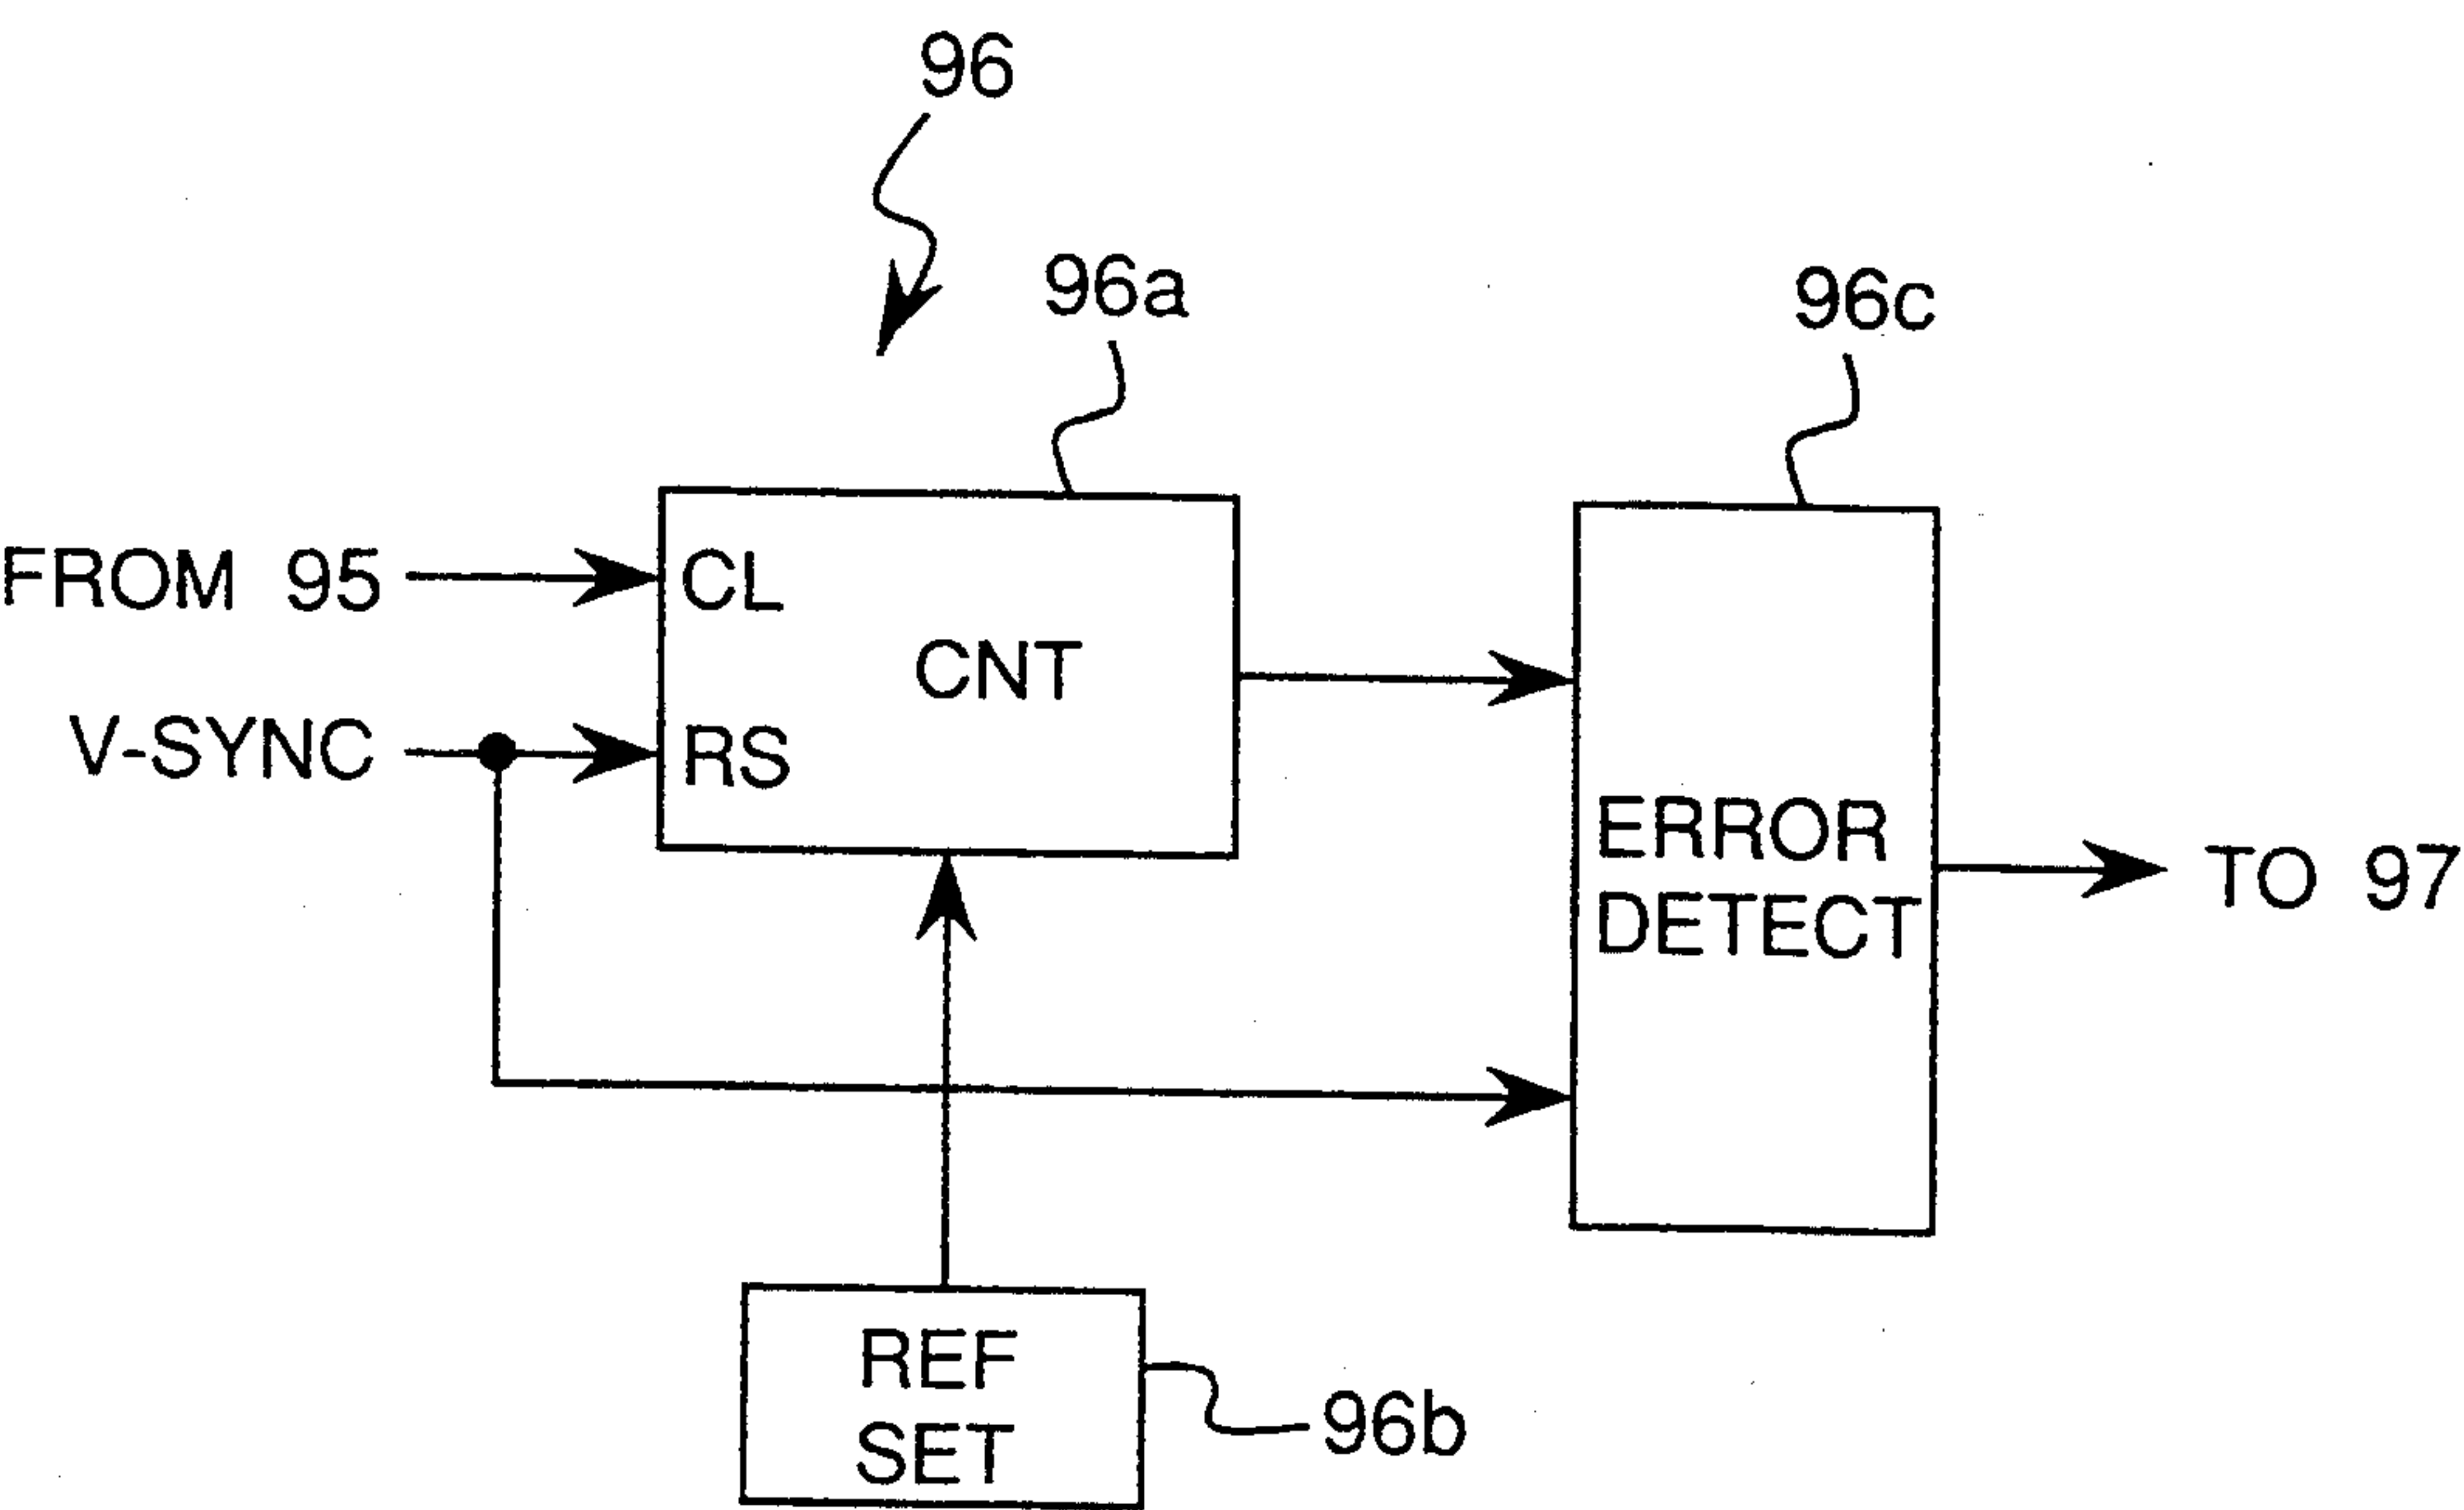 96
96a
96c
FROM 95
CL
CNT
V-SYNC
RS
ERROR
DETECT
TO 97
REF
SET
96b